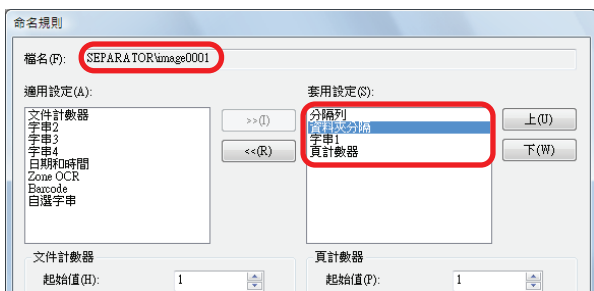 命名規則
檔名(F): SEPARATOR\image0001
適用設定(A):
套用設定(S):
文件計數器
字串2
字串3
字串4
日期和時間
Zone OCR
Barcode
自選字串
>>(I)
<<(R)
分隔列
資料夾分隔
字串1
頁計數器
上(U)
下(W)
文件計數器
起始值(H): 1
頁計數器
起始值(P): 1